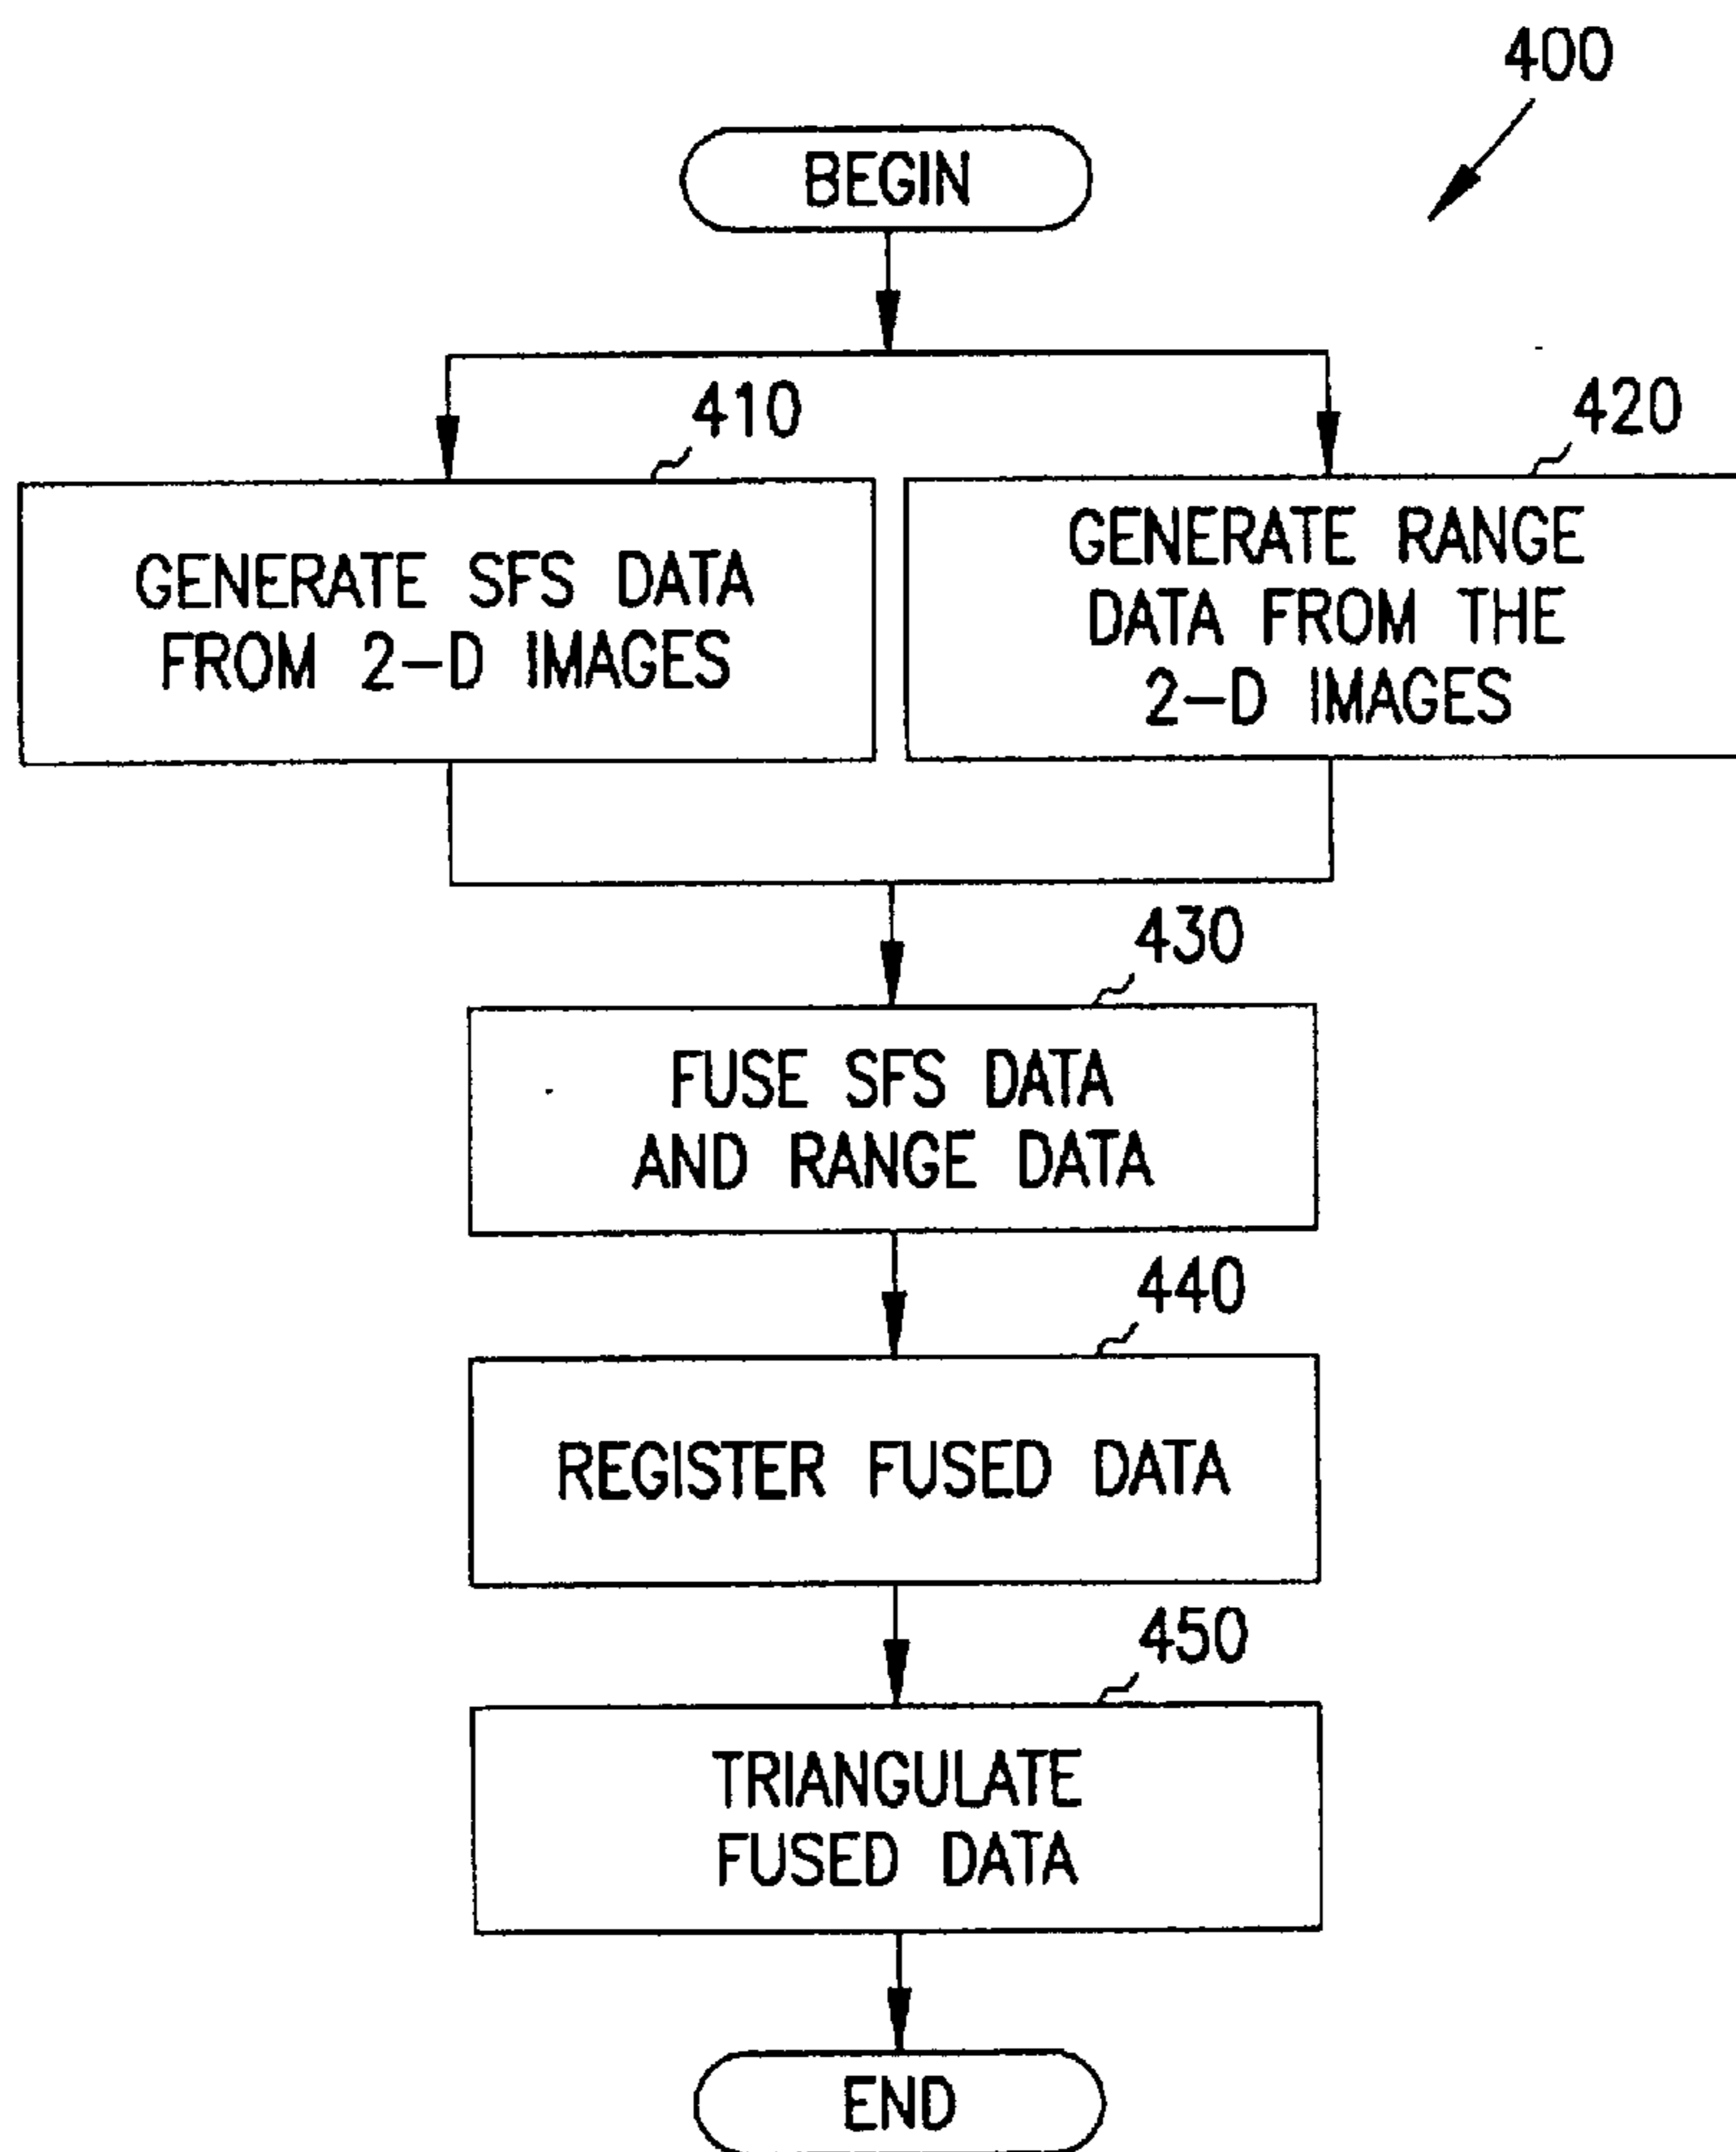 400
BEGIN
410
420
GENERATE SFS DATA
FROM 2-D IMAGES
GENERATE RANGE
DATA FROM THE
2-D IMAGES
430
FUSE SFS DATA
AND RANGE DATA
440
REGISTER FUSED DATA
450
TRIANGULATE
FUSED DATA
END